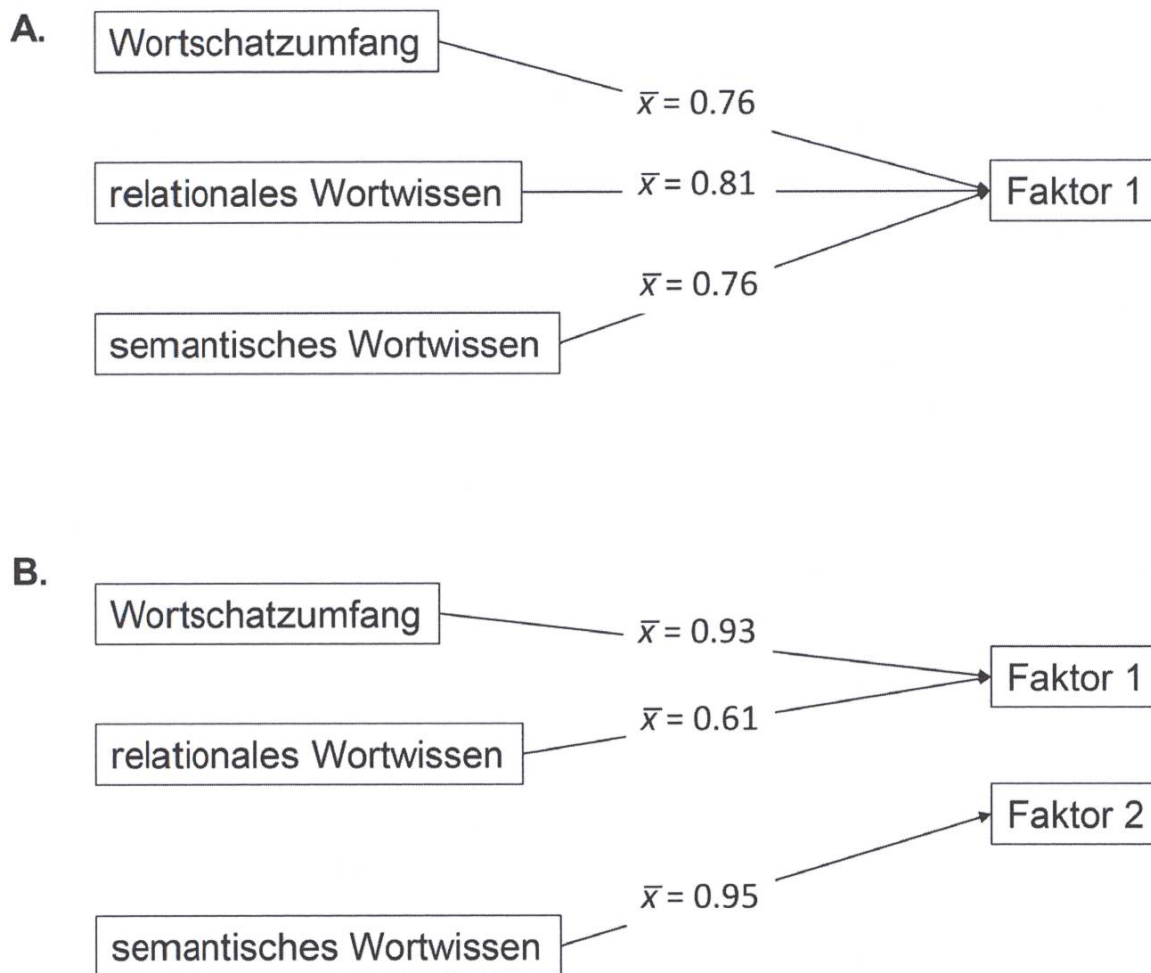 A.
Wortschatzumfang
x̄ = 0.76
relationales Wortwissen
x̄ = 0.81
Faktor 1
x̄ = 0.76
semantisches Wortwissen
B.
Wortschatzumfang
x̄ = 0.93
Faktor 1
relationales Wortwissen
x̄ = 0.61
Faktor 2
x̄ = 0.95
semantisches Wortwissen